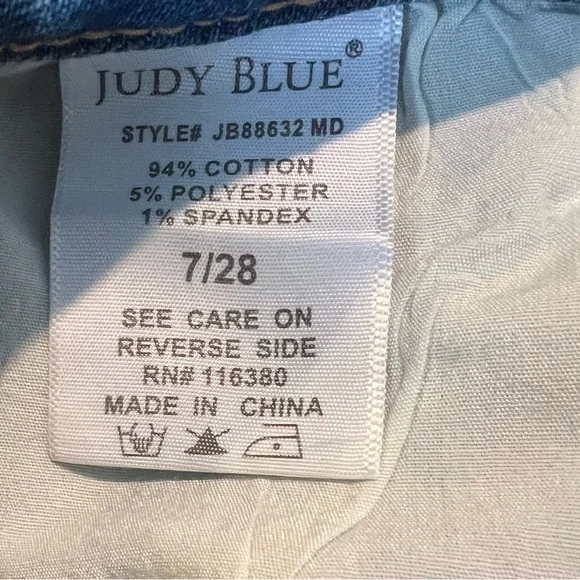 JUDY BLUE®
STYLE# JB88632 MD
94% COTTON
5% POLYESTER
1% SPANDEX
7/28
SEE CARE ON
REVERSE SIDE
RN# 116380
MADE IN CHINA